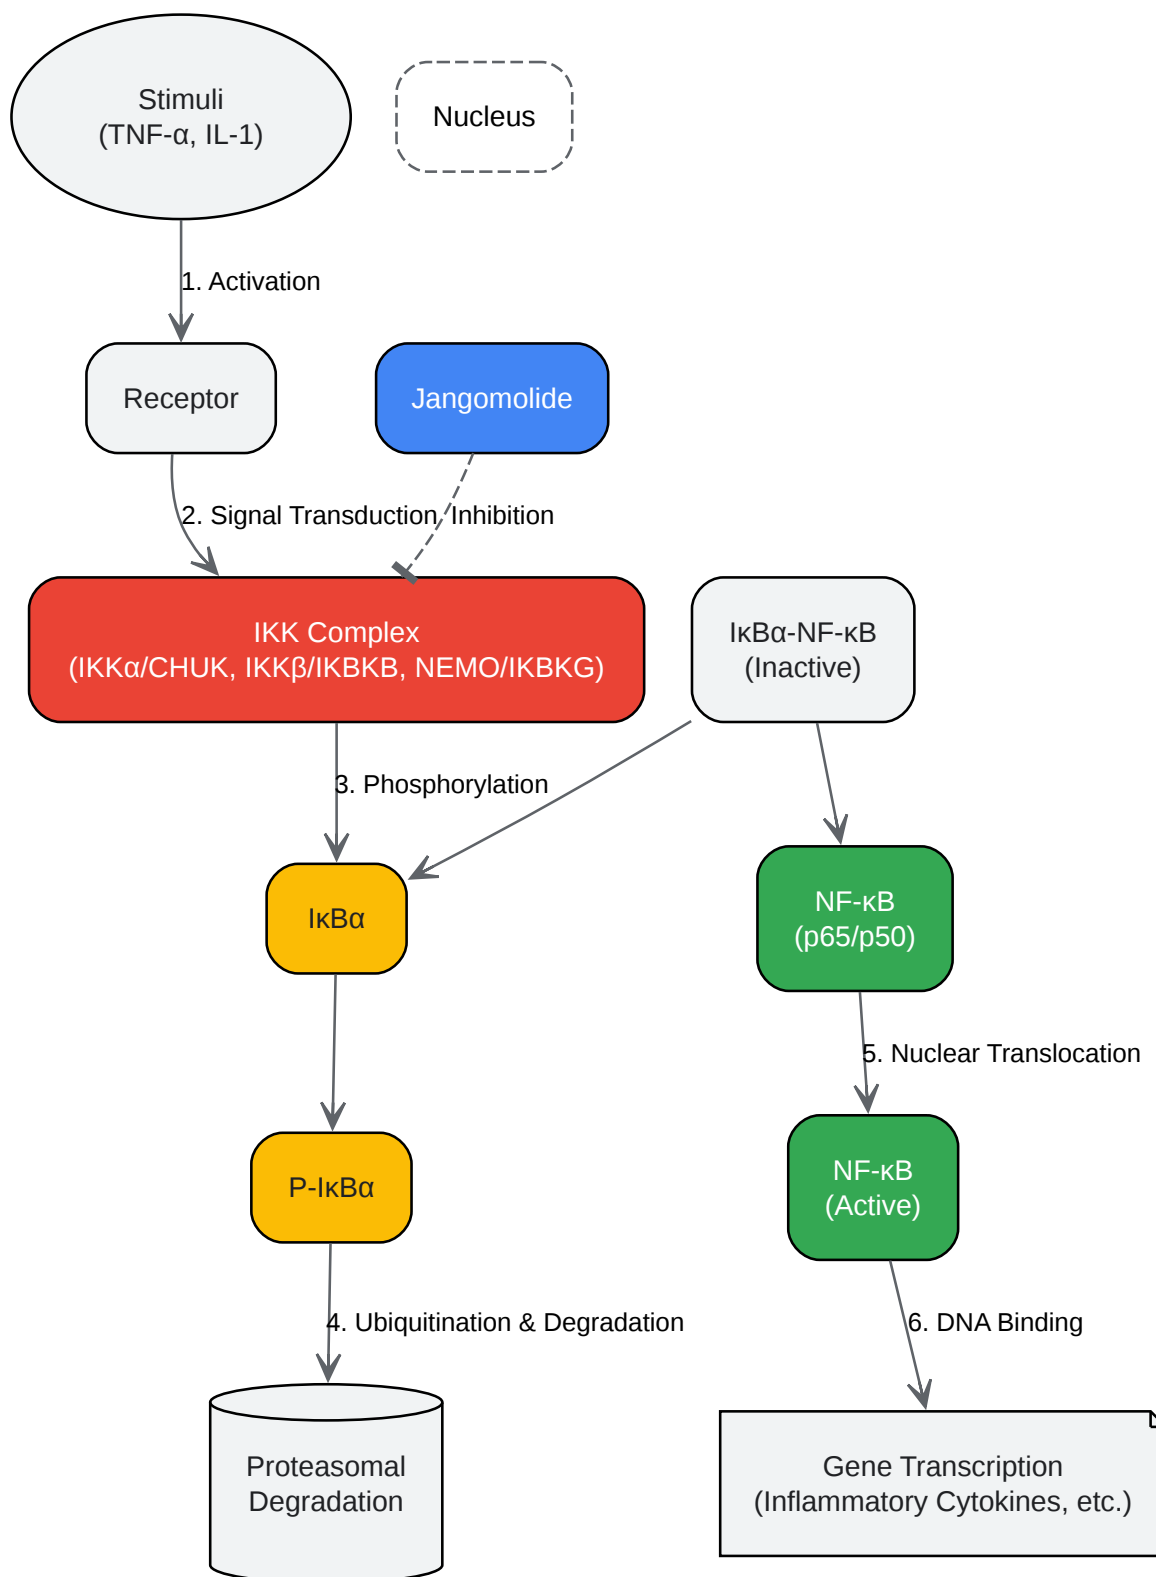 Stimuli
(TNF-α, IL-1)
Nucleus
1. Activation
Receptor
Jangomolide
2. Signal Transduction
Inhibition
IKK Complex
(IKKα/CHUK, IKKβ/IKBKB, NEMO/IKBKG)
IκBα-NF-κB
(Inactive)
3. Phosphorylation
IκBα
NF-κB
(p65/p50)
5. Nuclear Translocation
P-IκBα
NF-κB
(Active)
4. Ubiquitination & Degradation
6. DNA Binding
Proteasomal
Degradation
Gene Transcription
(Inflammatory Cytokines, etc.)